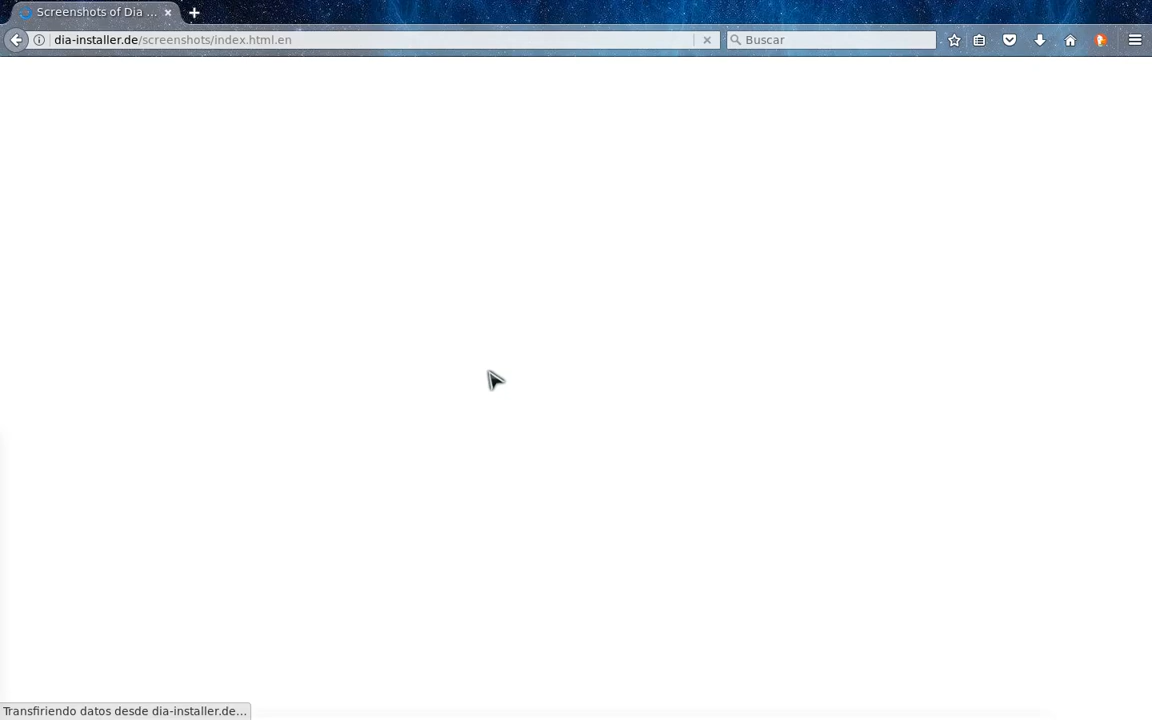 Screenshots of Dia ...
dia-installer.de/screenshots/index.html.en
Buscar
Transfiriendo datos desde dia-installer.de...